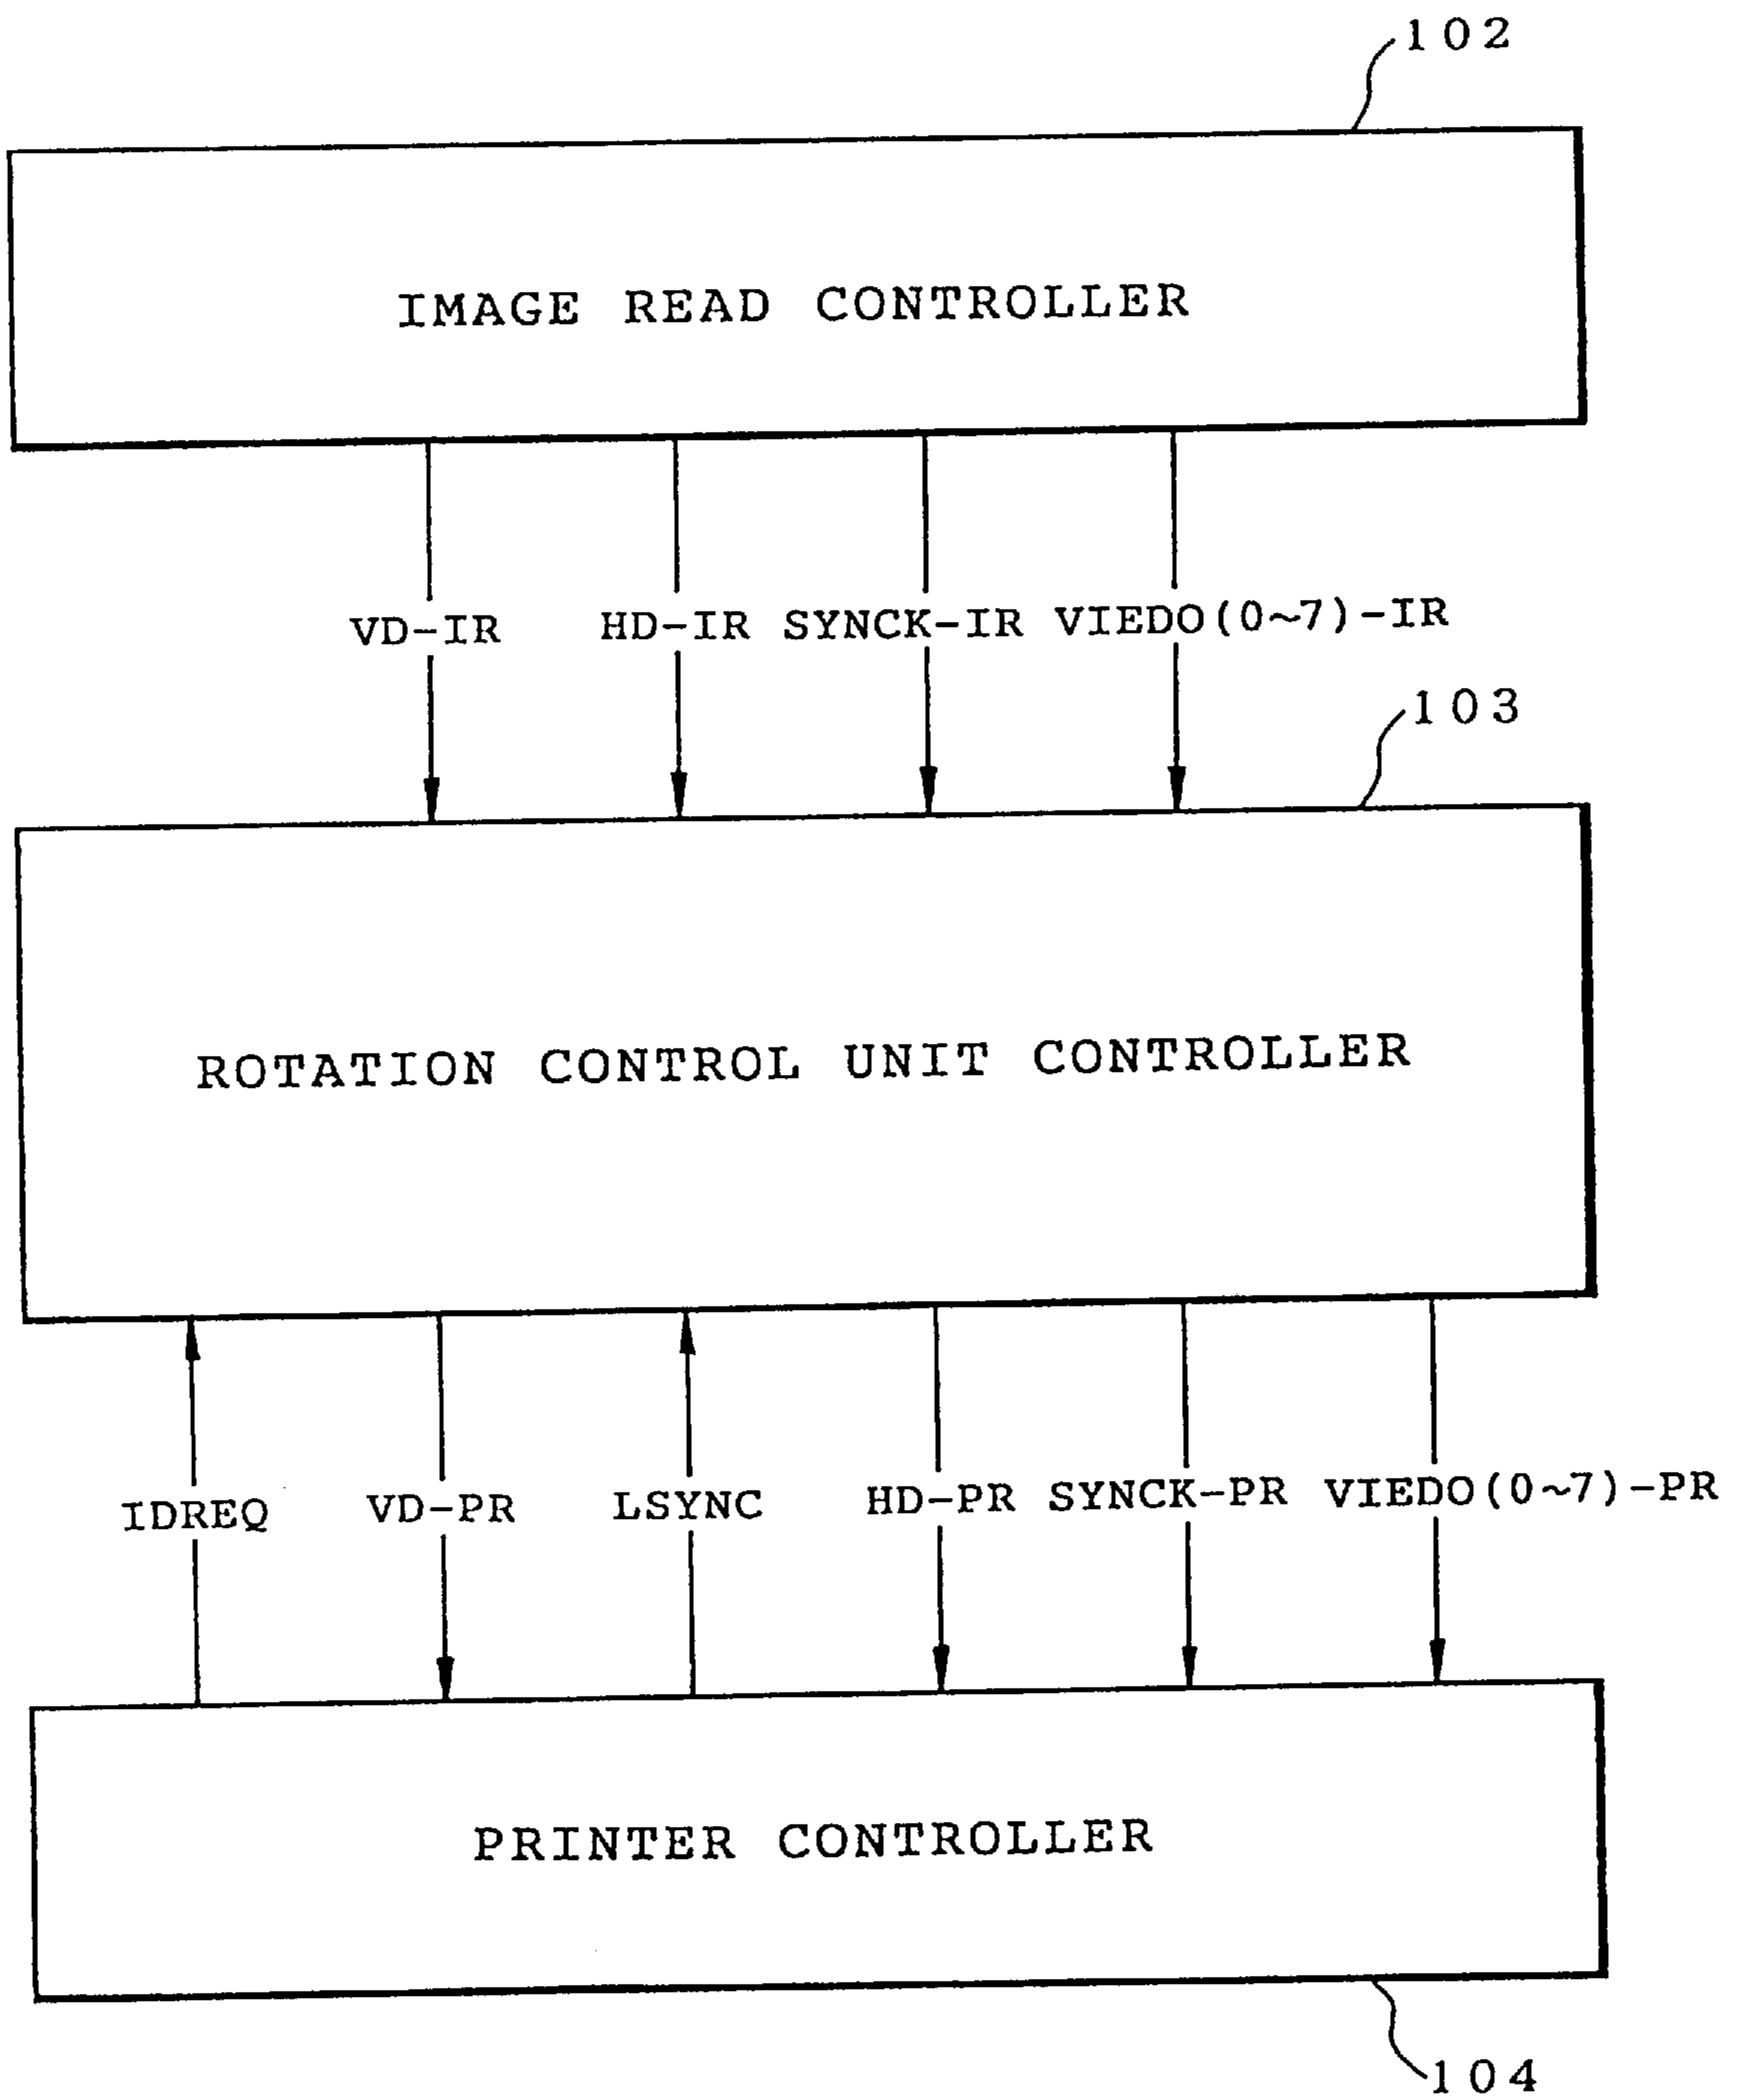 102
IMAGE READ CONTROLLER
VD-IR HD-IR SYNCK-IR VIEDO(0~7)-IR
103
ROTATION CONTROL UNIT CONTROLLER
IDREQ VD-PR LSYNC HD-PR SYNCK-PR VIEDO(0~7)-PR
PRINTER CONTROLLER
104